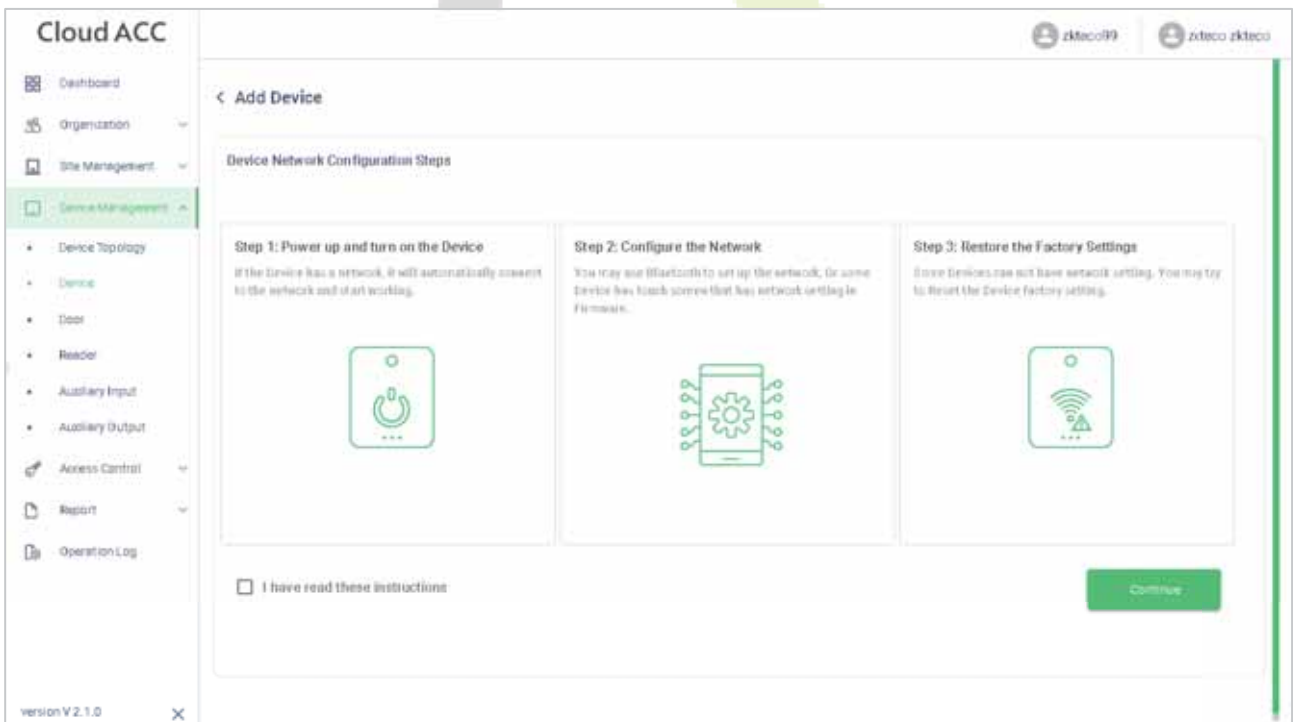 Cloud ACC
zkteco99
zkteco zkteco
Dashboard
Organization
Site Management
Device Management
Device Topology
Device
Door
Reader
Auxiliary Input
Auxiliary Output
Access Control
Report
Operation Log
version V 2.1.0
< Add Device
Device Network Configuration Steps
Step 1: Power up and turn on the Device
If the Device has a network, it will automatically connect
to the network and start working.
Step 2: Configure the Network
You may use Bluetooth to set up the network, Or some
Device has touch screen that has network setting in
Firmware.
Step 3: Restore the Factory Settings
Some Devices can not have network setting. You may try
to Reset the Device factory setting.
I have read these instructions
Continue